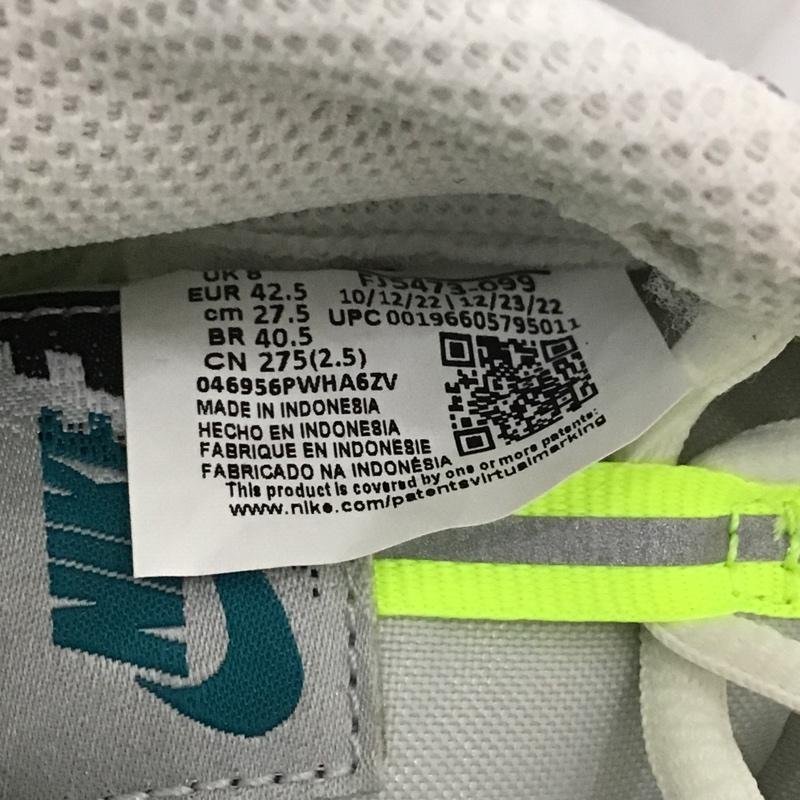 UK 8
EUR 42.5
cm 27.5
BR 40.5
CN 275(2.5)
046956PWHA6ZV
MADE IN INDONESIA
HECHO EN INDONESIA
FABRIQUE EN INDONESIE
FABRICADO NA INDONÉSIA
FJ5473-099
10/12/22 | 12/23/22
UPC 00196605795011
This product is covered by one or more patents:
www.nike.com/patentsvirtualmarking
NIKE